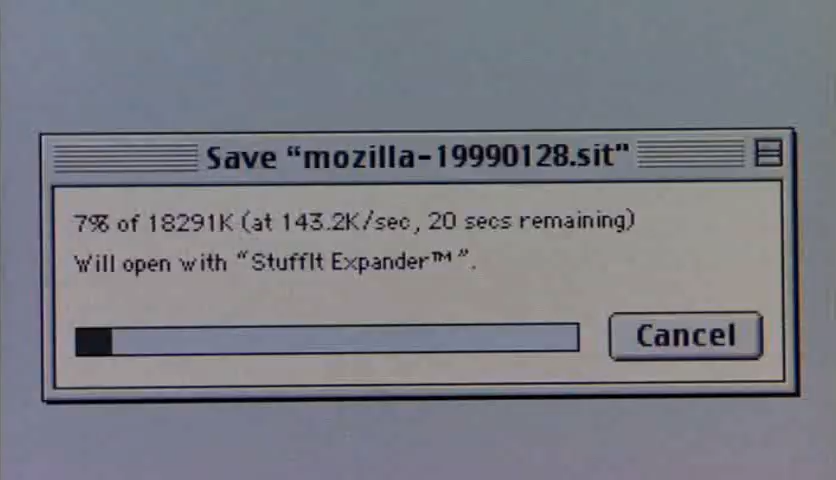 Save “mozilla-19990128.sit”
7% of 18291K (at 143.2K/sec, 20 secs remaining)
Will open with “StuffIt Expander™”.
Cancel